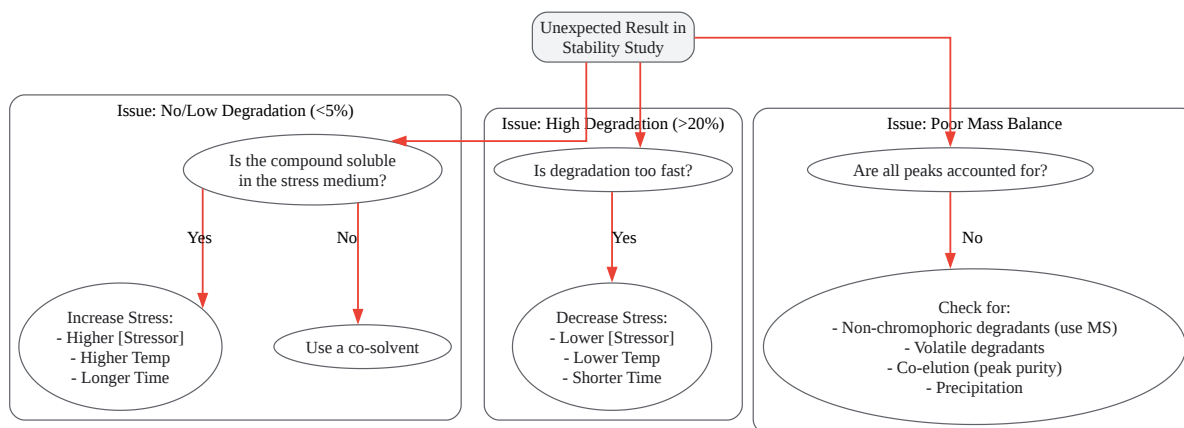 Unexpected Result in
Stability Study
Issue: No/Low Degradation (<5%)
Is the compound soluble
in the stress medium?
Yes
No
Increase Stress:
- Higher [Stressor]
- Higher Temp
- Longer Time
Use a co-solvent
Issue: High Degradation (>20%)
Is degradation too fast?
Yes
Decrease Stress:
- Lower [Stressor]
- Lower Temp
- Shorter Time
Issue: Poor Mass Balance
Are all peaks accounted for?
No
Check for:
- Non-chromophoric degradants (use MS)
- Volatile degradants
- Co-elution (peak purity)
- Precipitation